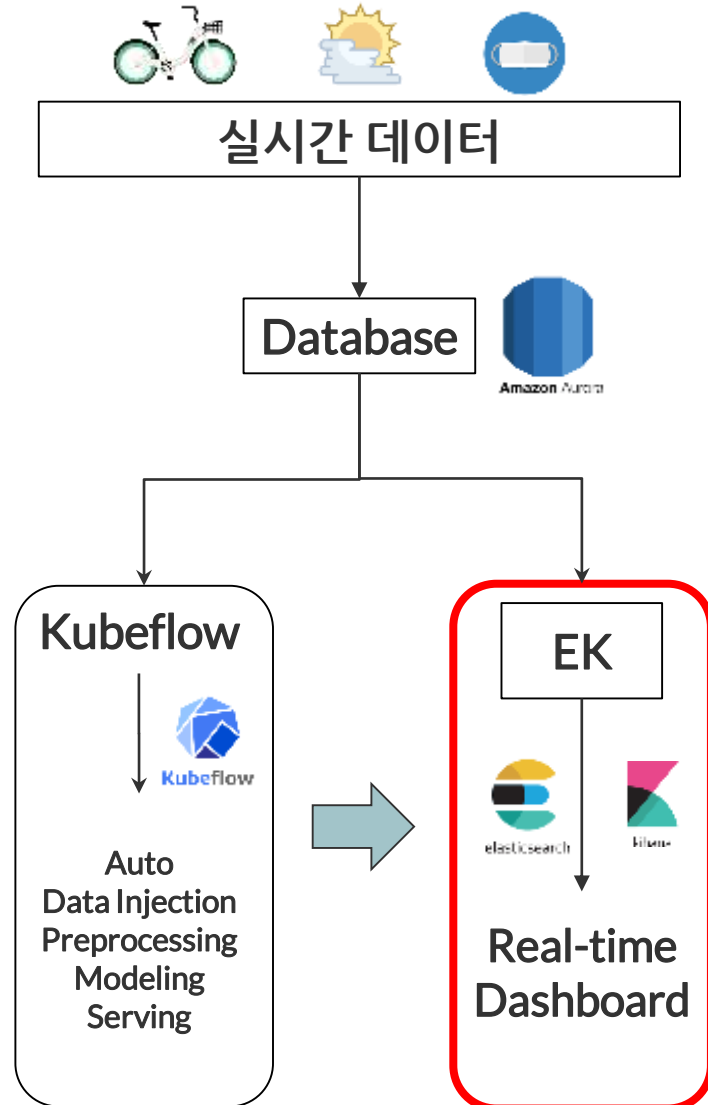 실시간 데이터
Database
Amazon Aurora
Kubeflow
Kubeflow
Auto
Data Injection
Preprocessing
Modeling
Serving
EK
elasticsearch
kibana
Real-time
Dashboard